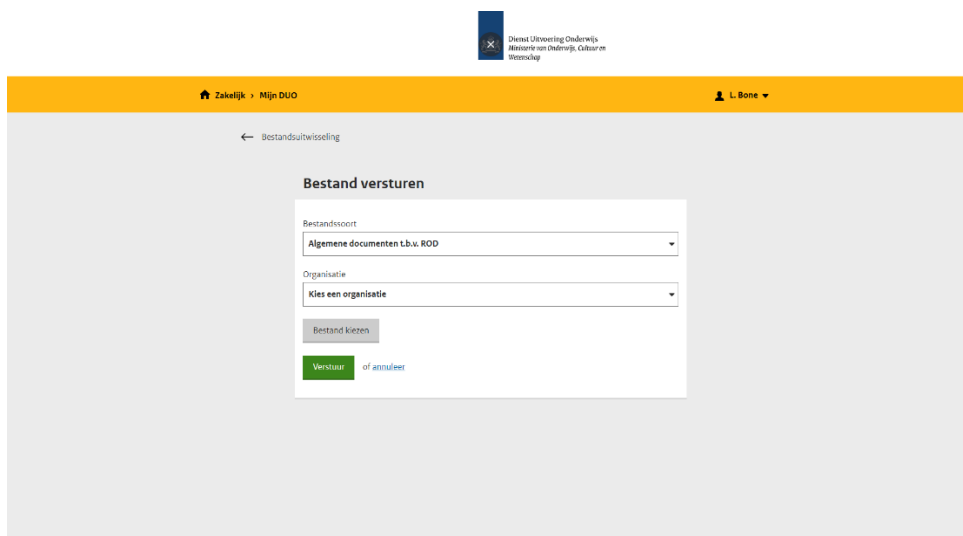 Dienst Uitvoering Onderwijs
Ministerie van Onderwijs, Cultuur en
Wetenschap
Zakelijk > Mijn DUO
L. Bone
Bestandsuitwisseling
Bestand versturen
Bestandssoort
Algemene documenten t.b.v. ROD
Organisatie
Kies een organisatie
Bestand kiezen
Verstuur of annuleer